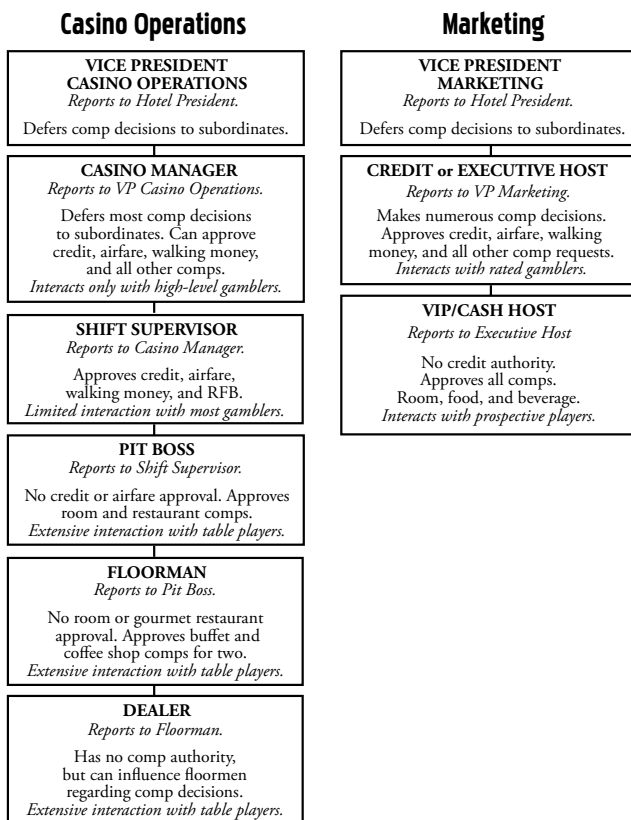 Casino Operations
VICE PRESIDENT
CASINO OPERATIONS
Reports to Hotel President.
Defers comp decisions to subordinates.
CASINO MANAGER
Reports to VP Casino Operations.
Defers most comp decisions
to subordinates. Can approve
credit, airfare, walking money,
and all other comps.
Interacts only with high-level gamblers.
SHIFT SUPERVISOR
Reports to Casino Manager.
Approves credit, airfare,
walking money, and RFB.
Limited interaction with most gamblers.
PIT BOSS
Reports to Shift Supervisor.
No credit or airfare approval. Approves
room and restaurant comps.
Extensive interaction with table players.
FLOORMAN
Reports to Pit Boss.
No room or gourmet restaurant
approval. Approves buffet and
coffee shop comps for two.
Extensive interaction with table players.
DEALER
Reports to Floorman.
Has no comp authority,
but can influence floormen
regarding comp decisions.
Extensive interaction with table players.
Marketing
VICE PRESIDENT
MARKETING
Reports to Hotel President.
Defers comp decisions to subordinates.
CREDIT or EXECUTIVE HOST
Reports to VP Marketing.
Makes numerous comp decisions.
Approves credit, airfare, walking
money, and all other comp requests.
Interacts with rated gamblers.
VIP/CASH HOST
Reports to Executive Host
No credit authority.
Approves all comps.
Room, food, and beverage.
Interacts with prospective players.